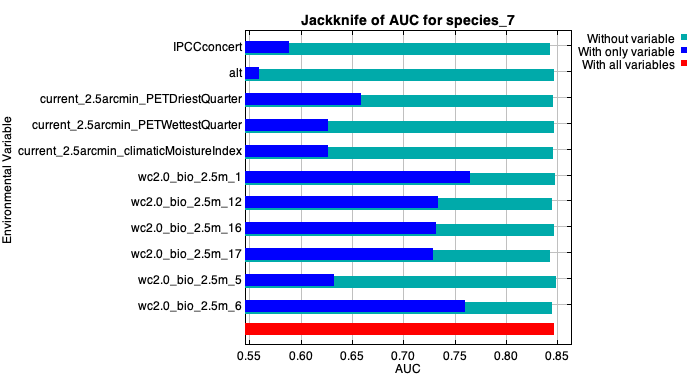 Jackknife of AUC for species_7
Without variable
With only variable
With all variables
Environmental Variable
IPCCconcert
alt
current_2.5arcmin_PETDriestQuarter
current_2.5arcmin_PETWettestQuarter
current_2.5arcmin_climaticMoistureIndex
wc2.0_bio_2.5m_1
wc2.0_bio_2.5m_12
wc2.0_bio_2.5m_16
wc2.0_bio_2.5m_17
wc2.0_bio_2.5m_5
wc2.0_bio_2.5m_6
0.55 0.60 0.65 0.70 0.75 0.80 0.85
AUC